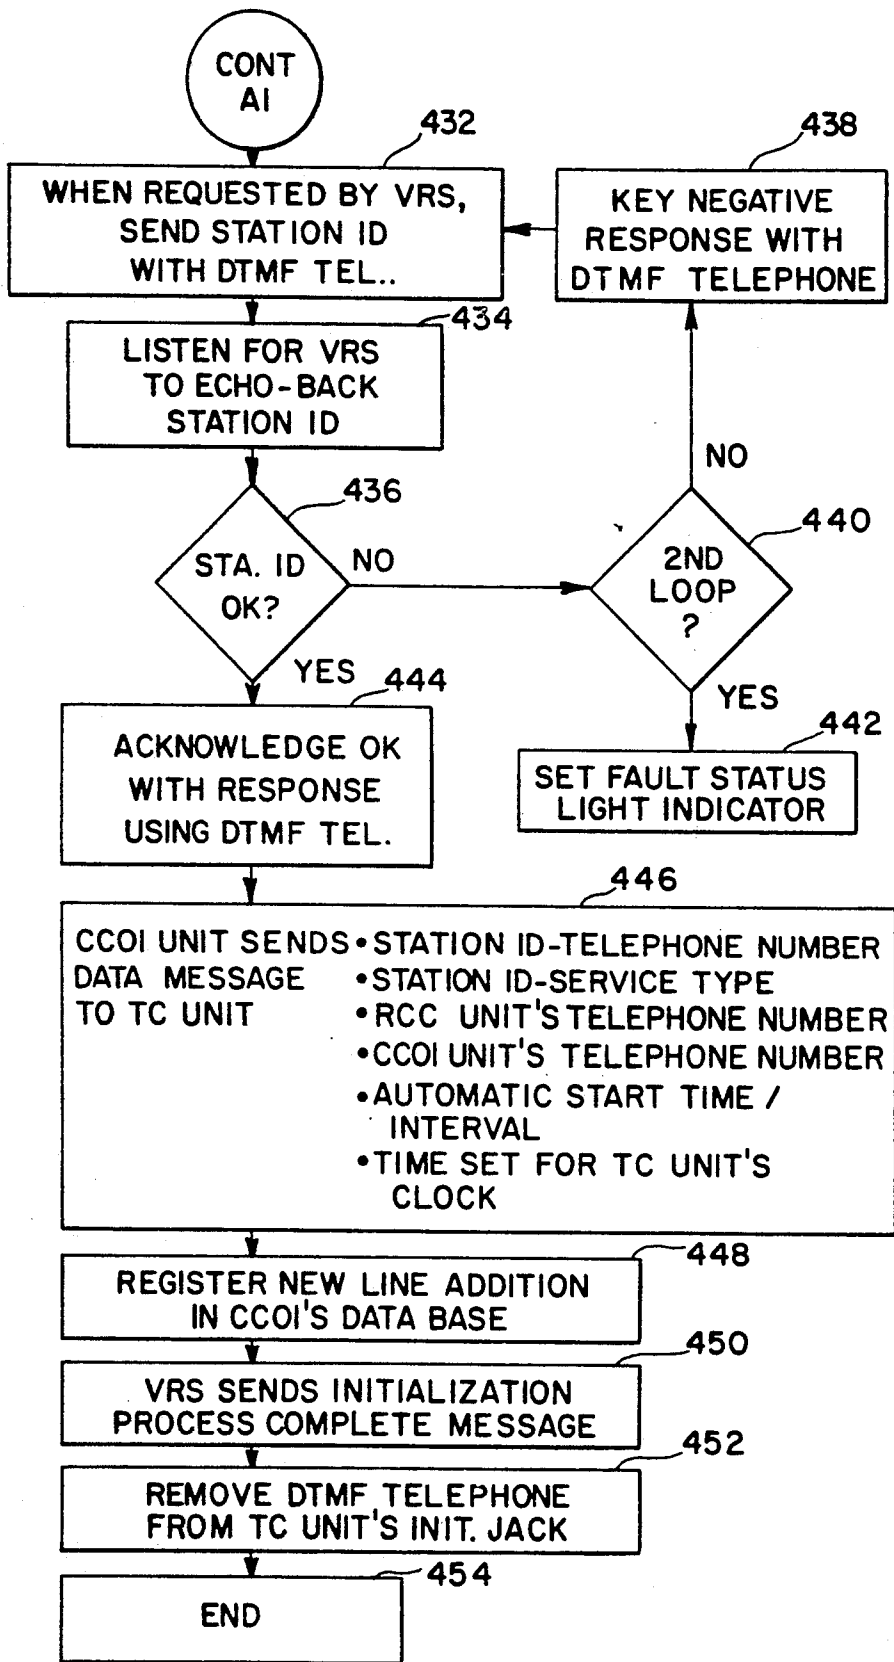 CONT
A1
432
WHEN REQUESTED BY VRS,
SEND STATION ID
WITH DTMF TEL..
438
KEY NEGATIVE
RESPONSE WITH
DTMF TELEPHONE
434
LISTEN FOR VRS
TO ECHO-BACK
STATION ID
NO
436
STA. ID
OK?
NO
440
2ND
LOOP
?
YES
YES
444
ACKNOWLEDGE OK
WITH RESPONSE
USING DTMF TEL.
442
SET FAULT STATUS
LIGHT INDICATOR
446
CCOI UNIT SENDS
DATA MESSAGE
TO TC UNIT
•STATION ID-TELEPHONE NUMBER
•STATION ID-SERVICE TYPE
•RCC UNIT'S TELEPHONE NUMBER
•CCOI UNIT'S TELEPHONE NUMBER
•AUTOMATIC START TIME /
INTERVAL
•TIME SET FOR TC UNIT'S
CLOCK
448
REGISTER NEW LINE ADDITION
IN CCOI'S DATA BASE
450
VRS SENDS INITIALIZATION
PROCESS COMPLETE MESSAGE
452
REMOVE DTMF TELEPHONE
FROM TC UNIT'S INIT. JACK
454
END